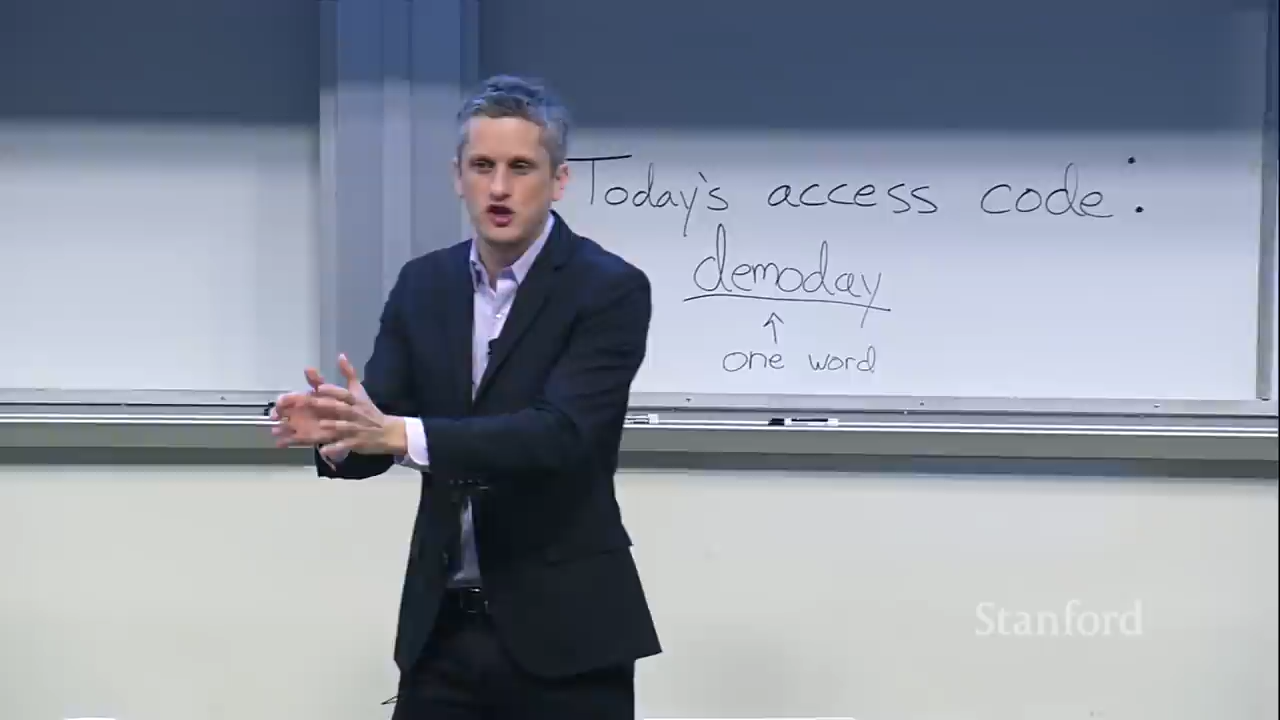 Today's access code:
demoday
↑
one word
Stanford